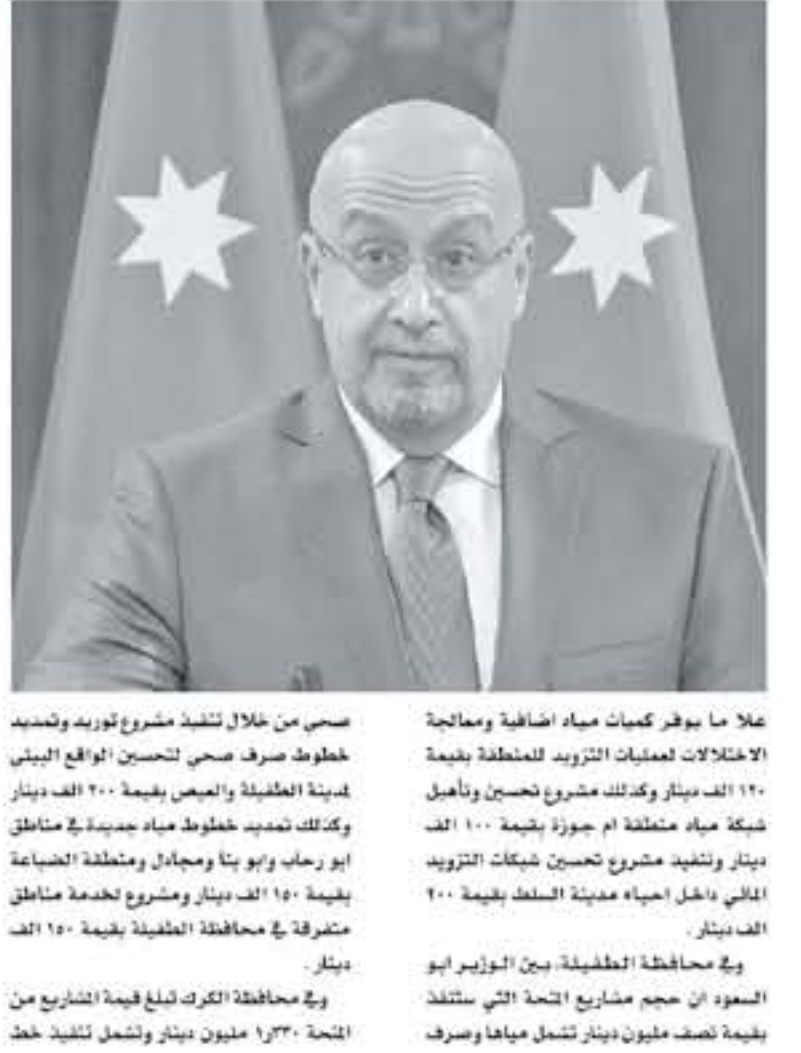 علا ما يوفر كميات مياه اضافية ومعالجة
الاختلالات لعمليات التزويد للمنطقة بقيمة
١٢٠ الف دينار وكذلك مشروع تحسين وتأهيل
شبكة مياه منطقة ام جوزة بقيمة ١٠٠ الف
دينار وتنفيذ مشروع تحسين شبكات التزويد
المائي داخل احياء مدينة السلط بقيمة ٢٠٠
الف دينار .
وفي محافظة الطفيلة، بين الوزير ابو
السعود ان حجم مشاريع المنحة التي ستنفذ
بقيمة نصف مليون دينار تشمل مياها وصرف
صحي من خلال تنفيذ مشروع توريد وتمديد
خطوط صرف صحي لتحسين الواقع البيئي
لمدينة الطفيلة والعيص بقيمة ٢٠٠ الف دينار
وكذلك تمديد خطوط مياه جديدة في مناطق
ابو رحاب وابو بنا ومجادل ومنطقة الضباعة
بقيمة ١٥٠ الف دينار ومشروع لخدمة مناطق
متفرقة في محافظة الطفيلة بقيمة ١٥٠ الف
دينار .
وفي محافظة الكرك تبلغ قيمة المشاريع من
المنحة ١٫٣٣٠ مليون دينار وتشمل تنفيذ خط